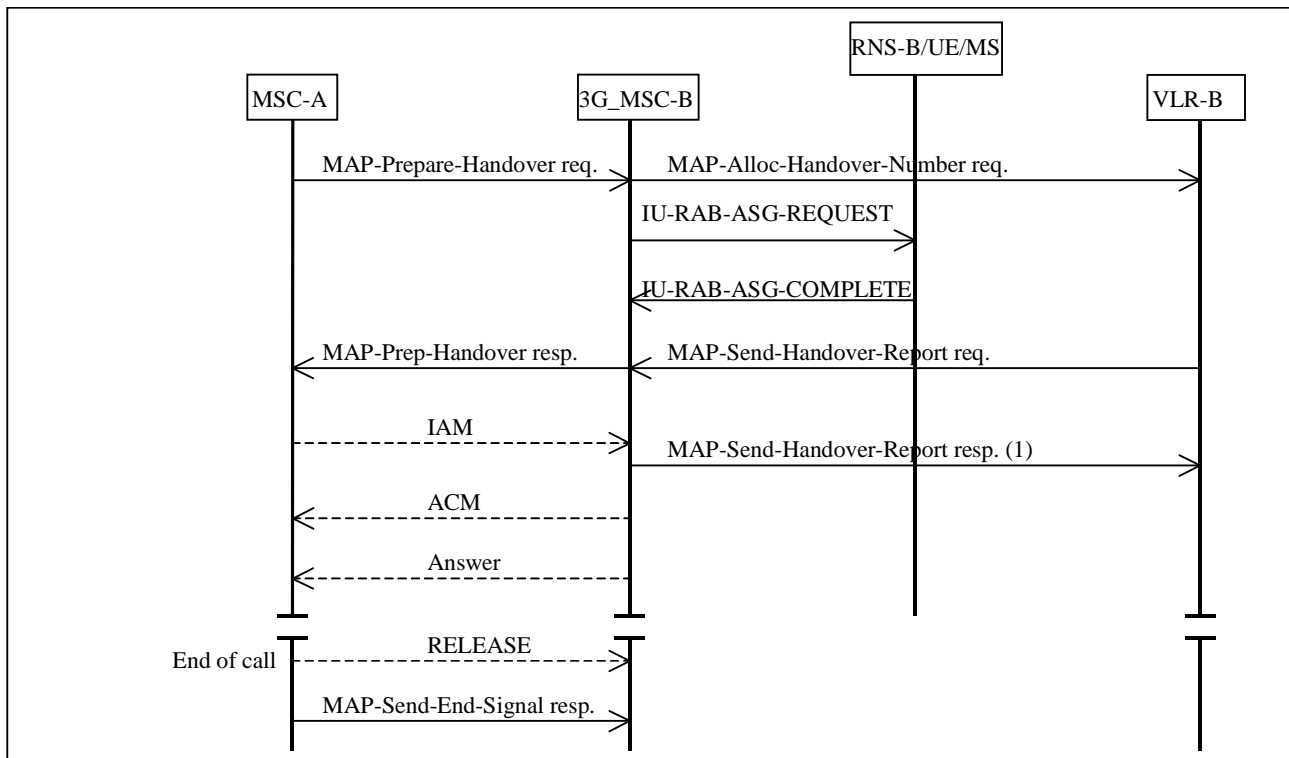 RNS-B/UE/MS
MSC-A
3G_MSC-B
VLR-B
MAP-Prepare-Handover req.
MAP-Alloc-Handover-Number req.
IU-RAB-ASG-REQUEST
IU-RAB-ASG-COMPLETE
MAP-Prep-Handover resp.
MAP-Send-Handover-Report req.
IAM
MAP-Send-Handover-Report resp. (1)
ACM
Answer
RELEASE
End of call
MAP-Send-End-Signal resp.